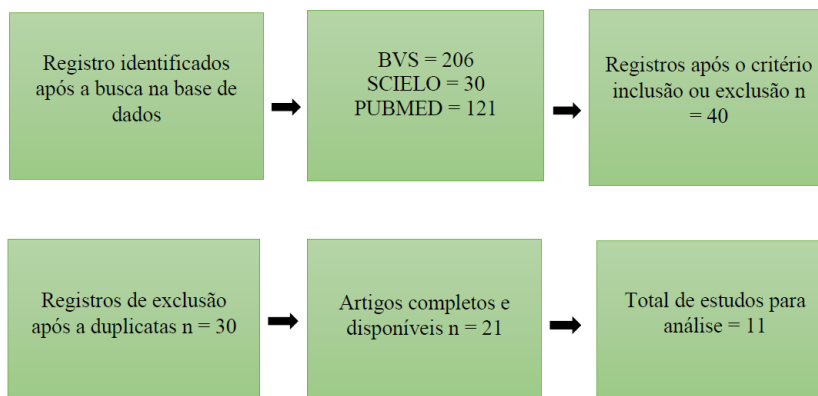 Registro identificados
após a busca na base de
dados
BVS = 206
SCIELO = 30
PUBMED = 121
Registros após o critério
inclusão ou exclusão n
= 40
Registros de exclusão
após a duplicatas n = 30
Artigos completos e
disponíveis n = 21
Total de estudos para
análise = 11